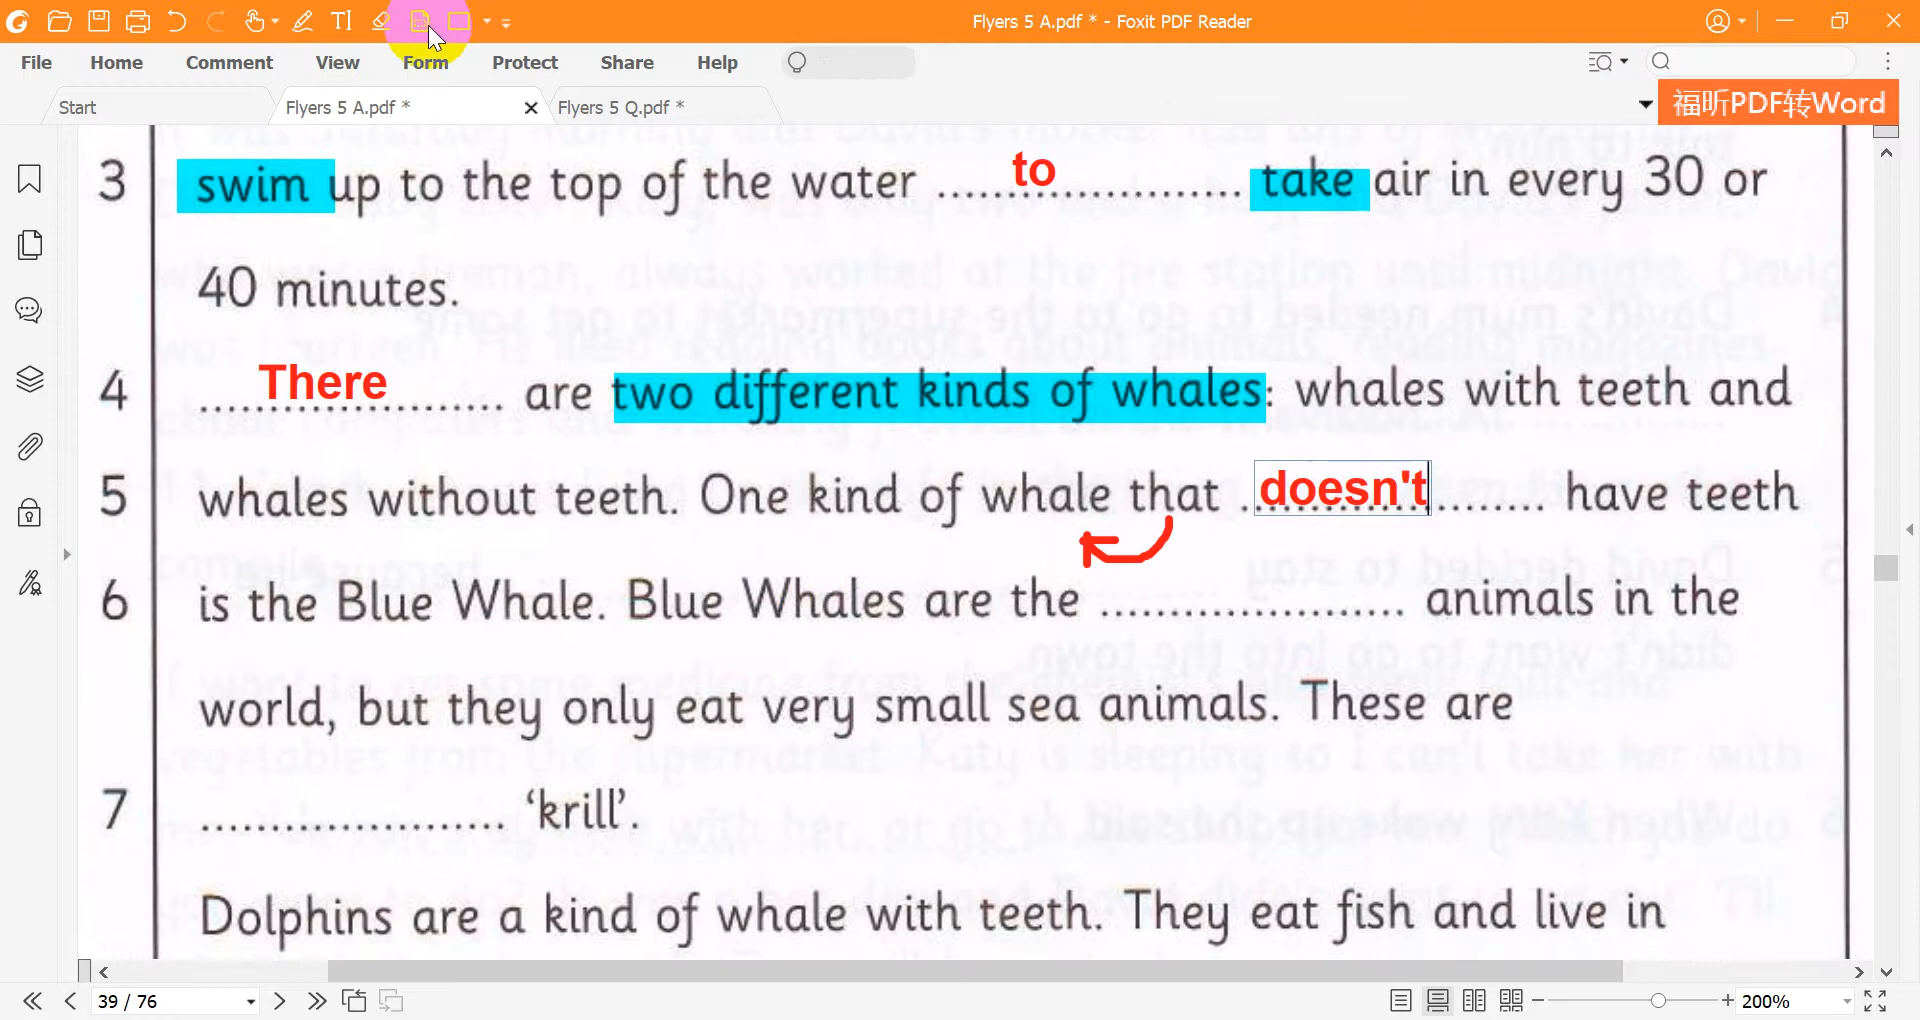 Flyers 5 A.pdf * - Foxit PDF Reader
File Home Comment View Form Protect Share Help
Start Flyers 5 A.pdf * Flyers 5 Q.pdf * 福昕PDF转Word
3 swim up to the top of the water ........ to ........ take air in every 30 or
40 minutes.
4 There are two different kinds of whales: whales with teeth and
5 whales without teeth. One kind of whale that doesn't have teeth
6 is the Blue Whale. Blue Whales are the ........ animals in the
world, but they only eat very small sea animals. These are
7 ........ ‘krill’.
Dolphins are a kind of whale with teeth. They eat fish and live in
39 / 76 200%